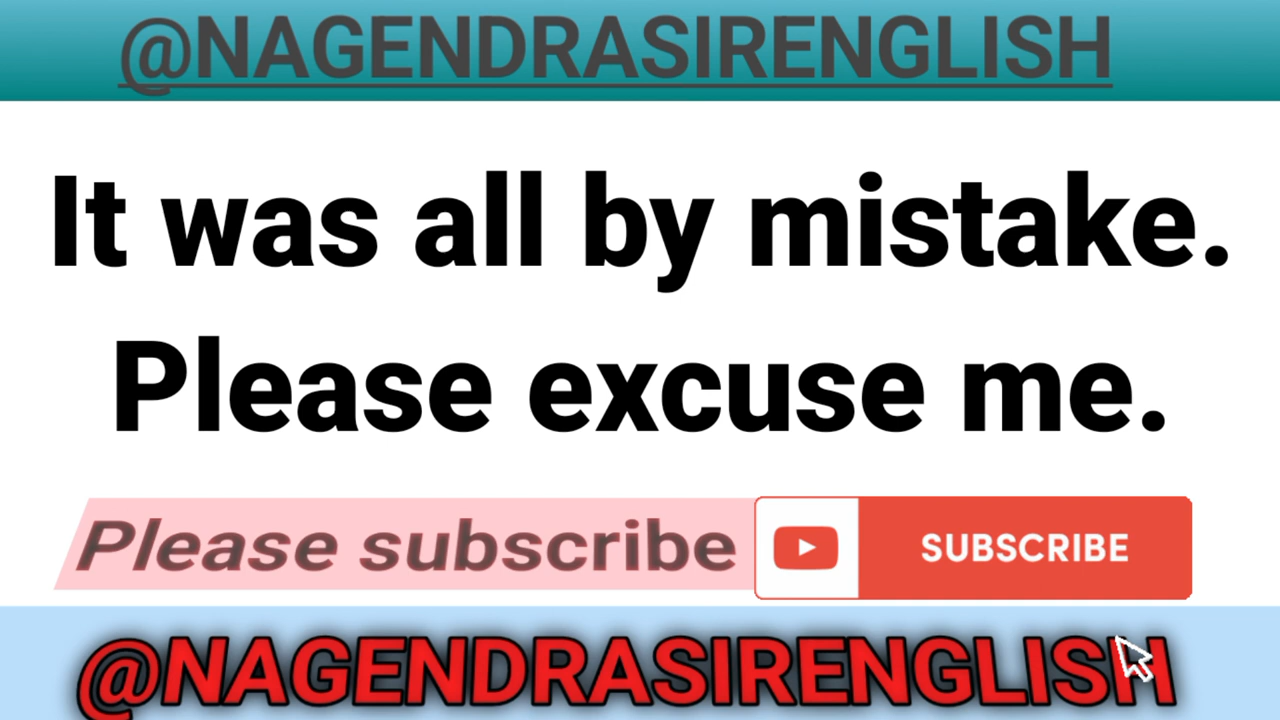 @NAGENDRASIRENGLISH
It was all by mistake.
Please excuse me.
Please subscribe SUBSCRIBE
@NAGENDRASIRENGLISH